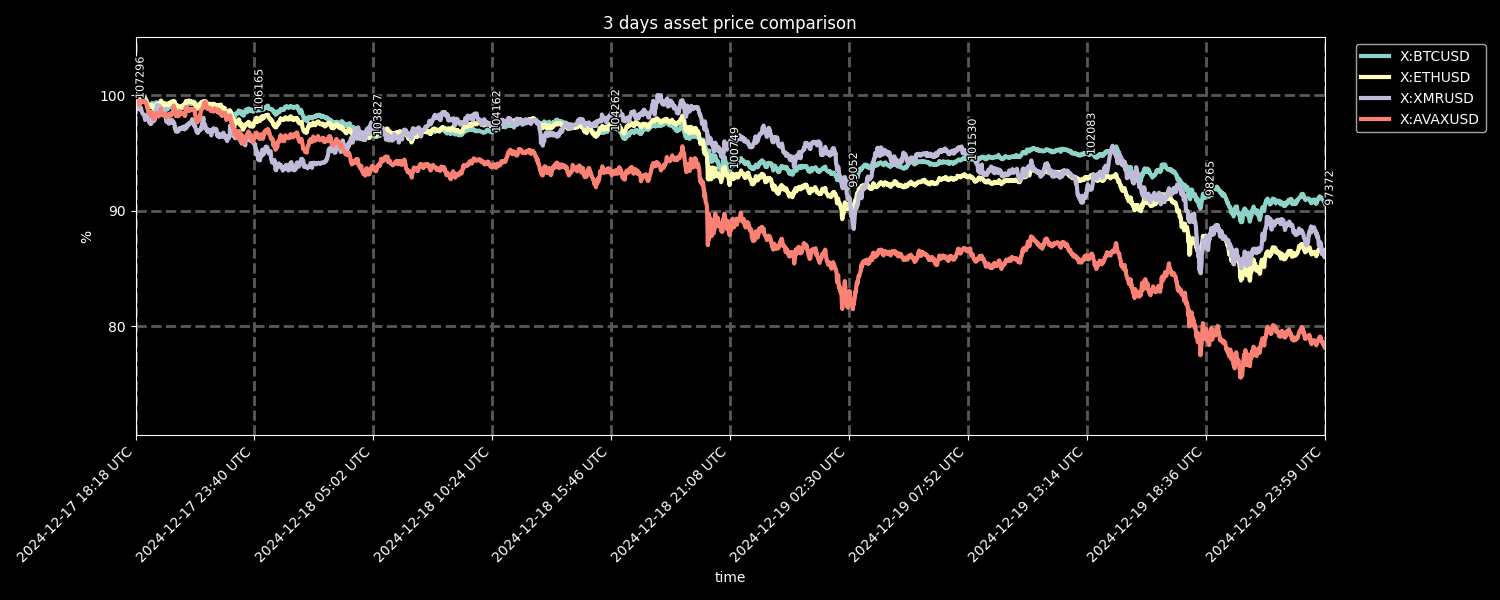 3 days asset price comparison
X:BTCUSD
X:ETHUSD
X:XMRUSD
X:AVAXUSD
107296
106165
103827
104162
104262
100749
99052
101530
102083
98265
97372
100
90
80
%
2024-12-17 18:18 UTC
2024-12-17 23:40 UTC
2024-12-18 05:02 UTC
2024-12-18 10:24 UTC
2024-12-18 15:46 UTC
2024-12-18 21:08 UTC
2024-12-19 02:30 UTC
2024-12-19 07:52 UTC
2024-12-19 13:14 UTC
2024-12-19 18:36 UTC
2024-12-19 23:59 UTC
time